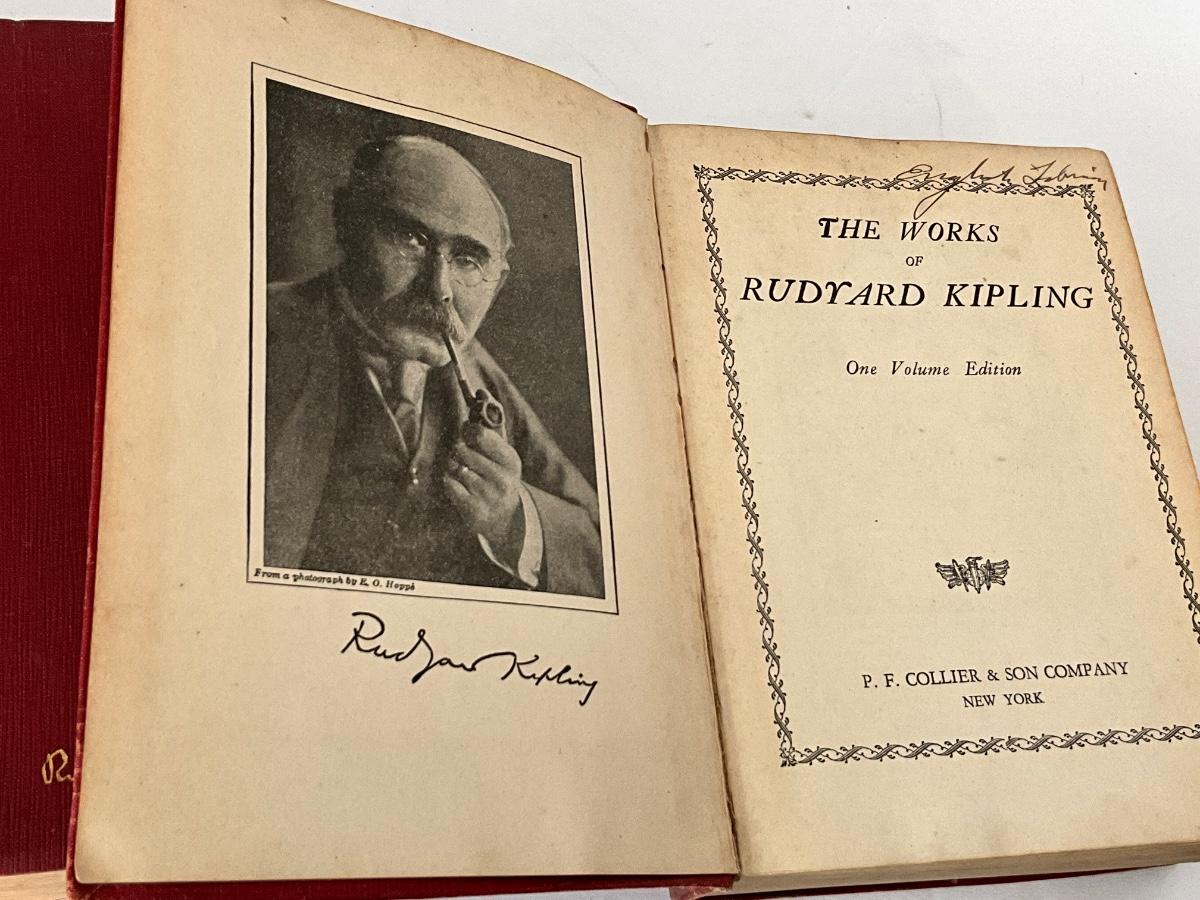 From a photograph by E. O. Hoppé
Rudyard Kipling
English
THE WORKS
OF
RUDYARD KIPLING
One Volume Edition
P. F. COLLIER & SON COMPANY
NEW YORK